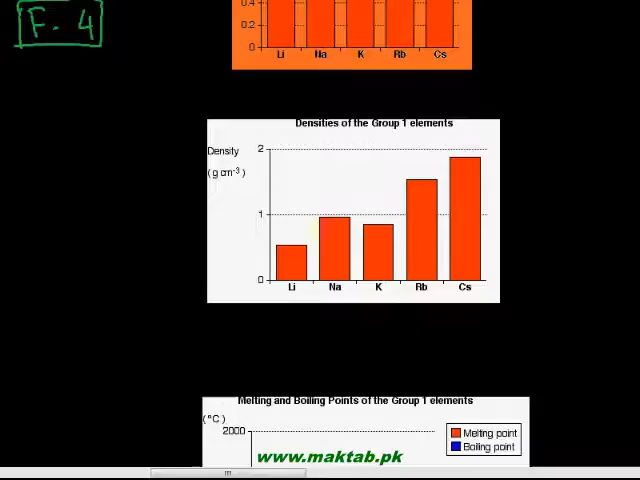 F. 4
0.4
0.2
0
Li Na K Rb Cs
Densities of the Group 1 elements
Density
(g cm⁻³)
2
1
0
Li Na K Rb Cs
Melting and Boiling Points of the Group 1 elements
(°C)
2000
Melting point
Boiling point
www.maktab.pk